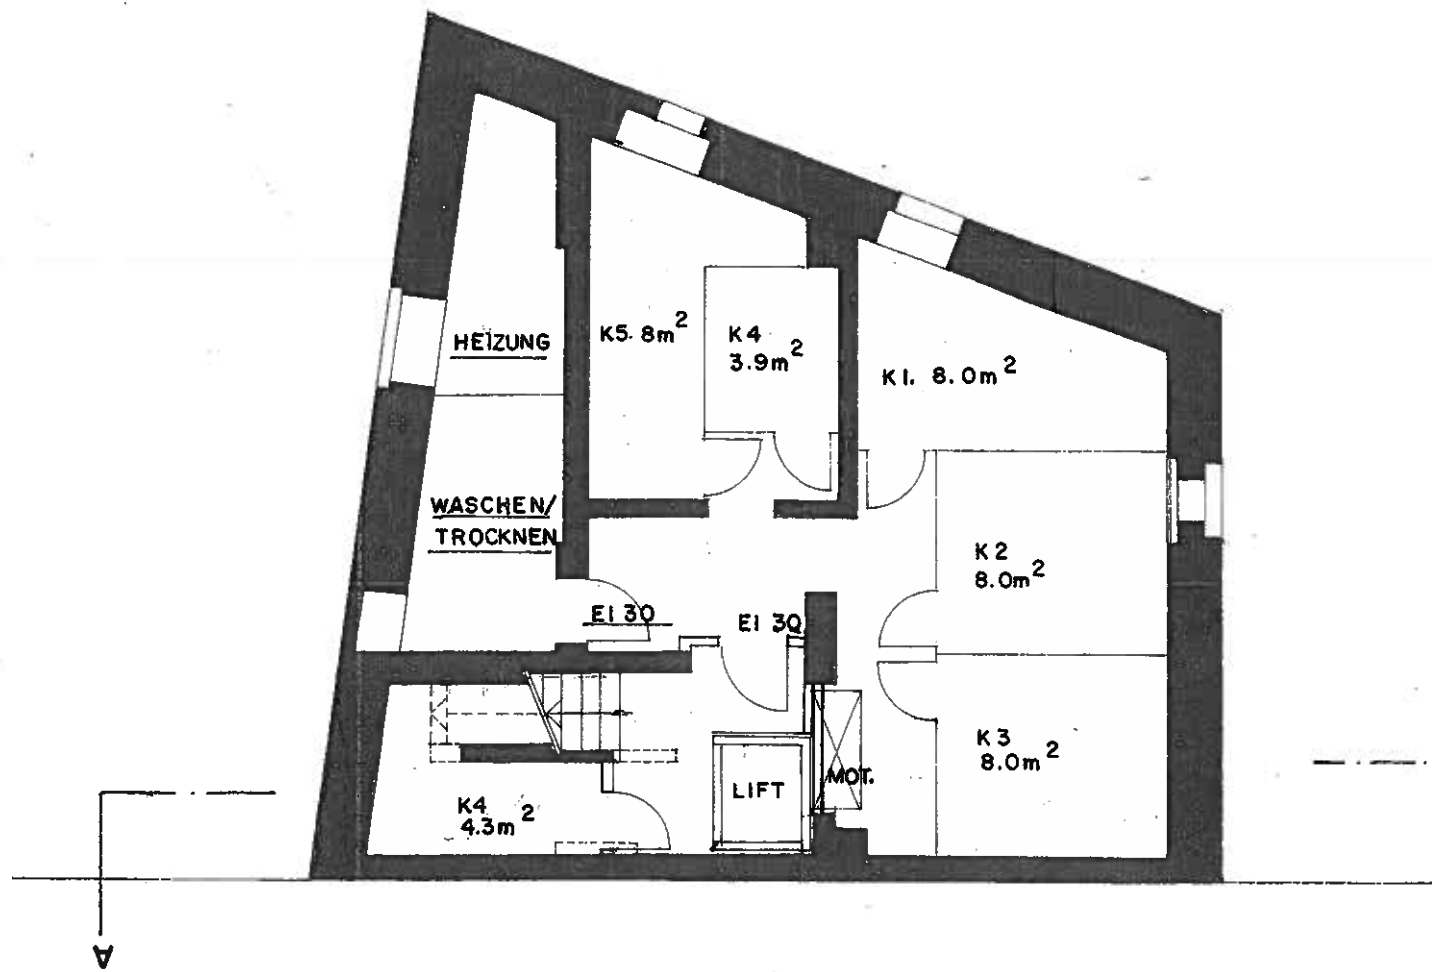 HEIZUNG
K5. 8m²
K4
3.9m²
K1. 8.0m²
WASCHEN/
TROCKNEN
K2
8.0m²
EI 30
EI 30
K3
8.0m²
LIFT
MOT.
K4
4.3m²
A